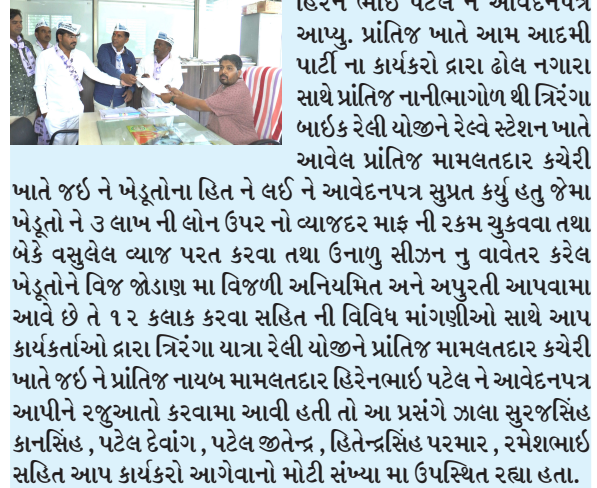 હિરેન ભાઇ પટેલ ને આવેદનપત્ર
આપ્યુ. પ્રાંતિજ ખાતે આમ આદમી
પાર્ટી ના કાર્યકરો દ્રારા ઢોલ નગારા
સાથે પ્રાંતિજ નાનીભાગોળ થી ત્રિરંગા
બાઇક રેલી યોજીને રેલ્વે સ્ટેશન ખાતે
આવેલ પ્રાંતિજ મામલતદાર કચેરી
ખાતે જઇ ને ખેડૂતોના હિત ને લઈ ને આવેદનપત્ર સુપ્રત કર્યુ હતુ જેમા
ખેડૂતો ને ૩ લાખ ની લોન ઉપર નો વ્યાજદર માફ ની રકમ ચુકવવા તથા
બેકે વસુલેલ વ્યાજ પરત કરવા તથા ઉનાળુ સીઝન નુ વાવેતર કરેલ
ખેડૂતોને વિજ જોડાણ મા વિજળી અનિયમિત અને અપુરતી આપવામા
આવે છે તે ૧ ૨ કલાક કરવા સહિત ની વિવિધ માંગણીઓ સાથે આપ
કાર્યકર્તાઓ દ્રારા ત્રિરંગા યાત્રા રેલી યોજીને પ્રાંતિજ મામલતદાર કચેરી
ખાતે જઇ ને પ્રાંતિજ નાયબ મામલતદાર હિરેનભાઇ પટેલ ને આવેદનપત્ર
આપીને રજુઆતો કરવામા આવી હતી તો આ પ્રસંગે ઝાલા સુરજસિંહ
કાનસિંહ , પટેલ દેવાંગ , પટેલ જીતેન્દ્ર , હિતેન્દ્રસિંહ પરમાર , રમેશભાઇ
સહિત આપ કાર્યકરો આગેવાનો મોટી સંખ્યા મા ઉપસ્થિત રહ્યા હતા.